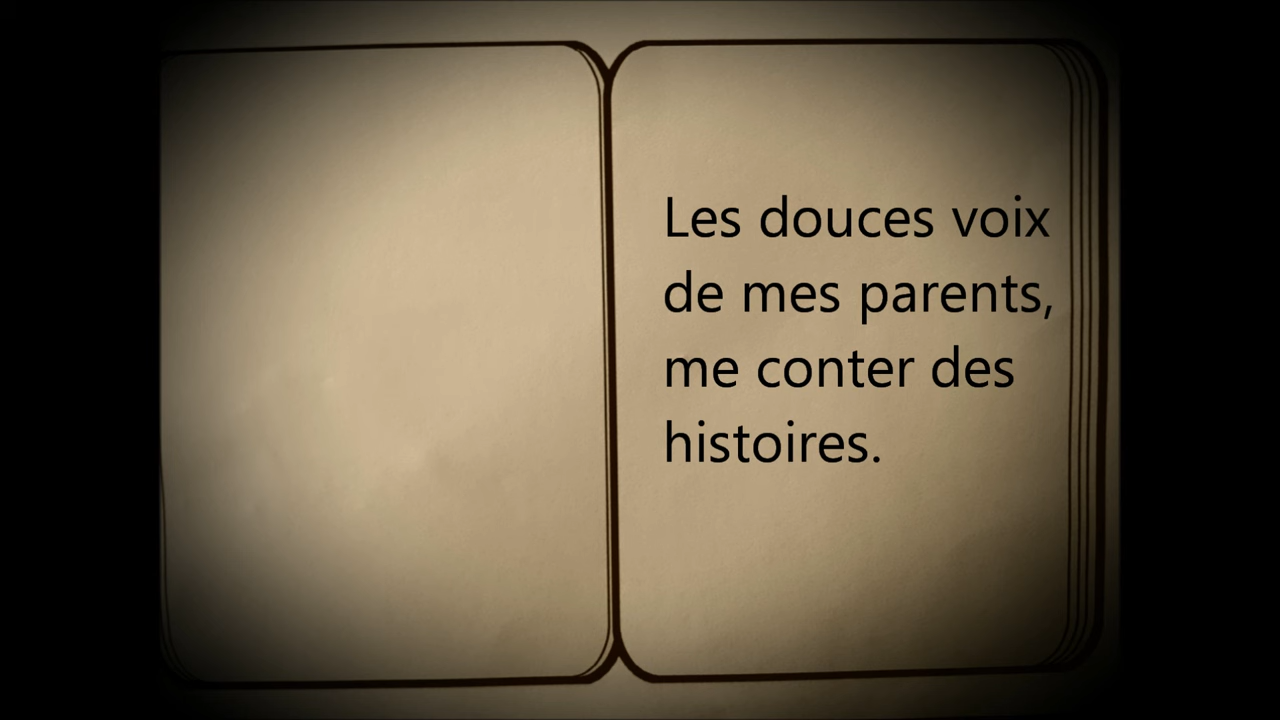 Les douces voix
de mes parents,
me conter des
histoires.